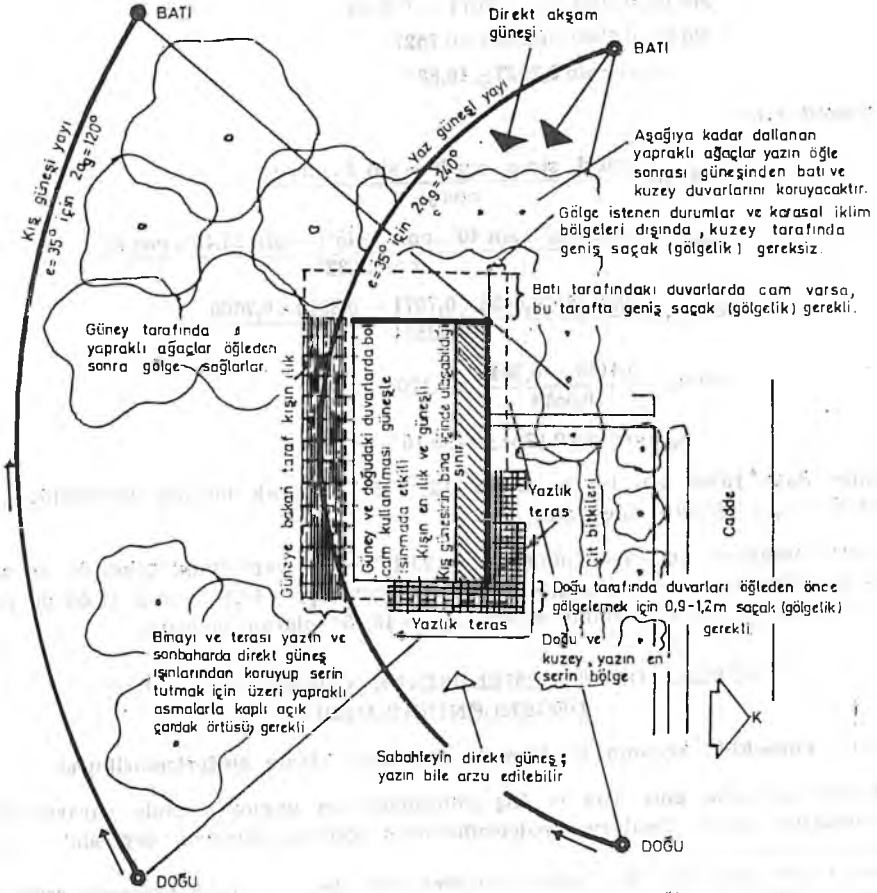 BATI
Direkt akşam
güneşi
BATI
Kış güneşi yayı
e=35° için 2αg=120°
Yaz güneşi yayı
e=35° için 2αg=240°
Aşağıya kadar dallanan
yapraklı ağaçlar yazın öğle
sonrası güneşinden batı ve
kuzey duvarlarını koruyacaktır.
Gölge istenen durumlar ve karasal iklim
bölgeleri dışında, kuzey tarafında
geniş saçak (gölgelik) gereksiz.
Batı tarafındaki duvarlarda cam varsa,
bu tarafta geniş saçak (gölgelik) gerekli.
Güney tarafında
yapraklı ağaçlar öğleden
sonra gölge sağlarlar.
Güneye bakan taraf kışın ılık
Güney ve doğudaki duvarlarda bol
cam kullanılması güneşle
ısınmada etkili
Kışın en ılık ve güneşli
Kış güneşinin bina içinde ulaşabildiği
sınır
Yazlık
teras
Çit bitkileri
Cadde
Doğu tarafında duvarları öğleden önce
gölgelemek için 0,9-1,2m saçak (gölgelik)
gerekli.
Yazlık teras
Doğu ve
kuzey, yazın en
serin bölge
Binayı ve terası yazın ve
sonbaharda direkt güneş
ışınlarından koruyup serin
tutmak için üzeri yapraklı
asmalarla kaplı açık
çardak örtüsü gerekli
K
Sabahleyin direkt güneş;
yazın bile arzu edilebilir
DOĞU
DOĞU